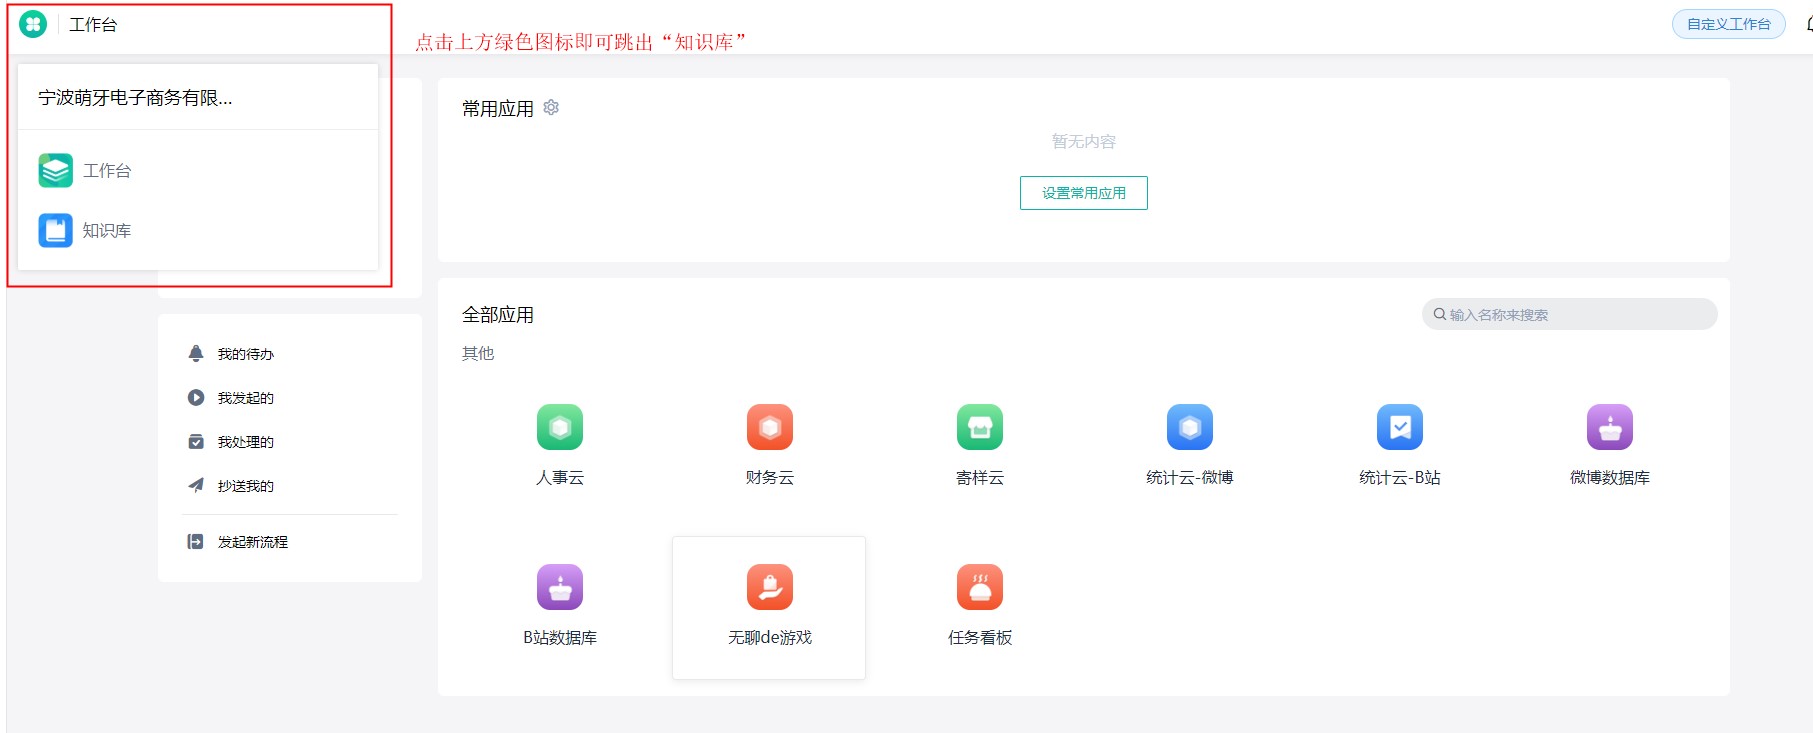 工作台
自定义工作台
点击上方绿色图标即可跳出“知识库”
宁波萌牙电子商务有限...
工作台
知识库
常用应用
暂无内容
设置常用应用
我的待办
我发起的
我处理的
抄送我的
发起新流程
全部应用
输入名称来搜索
其他
人事云
财务云
寄样云
统计云-微博
统计云-B站
微博数据库
B站数据库
无聊de游戏
任务看板